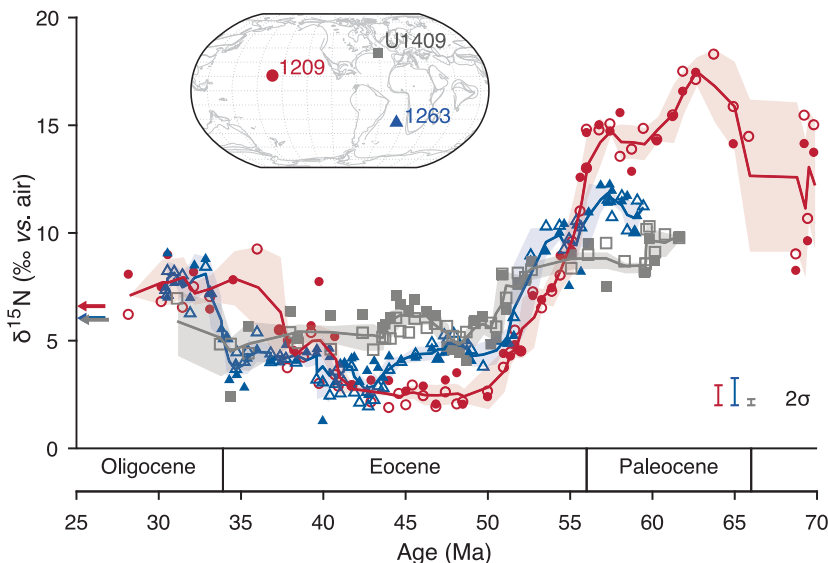 20
15
10
5
0
δ¹⁵N (‰ vs. air)
U1409
1209
1263
2σ
Oligocene Eocene Paleocene
25 30 35 40 45 50 55 60 65 70
Age (Ma)